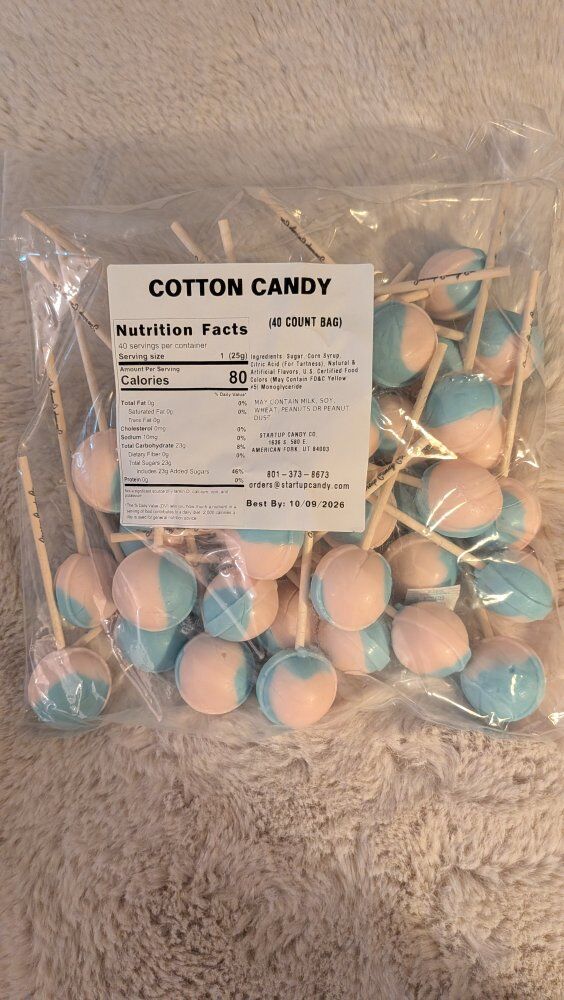 COTTON CANDY
(40 COUNT BAG)
Nutrition Facts
40 servings per container
Serving size 1 (25g)
Amount Per Serving
Calories 80
% Daily Value*
Total Fat 0g 0%
Saturated Fat 0g 0%
Trans Fat 0g
Cholesterol 0mg 0%
Sodium 10mg 0%
Total Carbohydrate 23g 8%
Dietary Fiber 0g 0%
Total Sugars 23g
Includes 23g Added Sugars 46%
Protein 0g 0%
Ingredients: Sugar, Corn Syrup,
Citric Acid (For Tartness), Natural &
Artificial Flavors, U.S. Certified Food
Colors (May Contain FD&C Yellow
#5) Monoglyceride
MAY CONTAIN MILK, SOY,
WHEAT, PEANUTS OR PEANUT
DUST
STARTUP CANDY CO.
1636 S 580 E.
AMERICAN FORK, UT 84003
801-373-8673
orders@startupcandy.com
Best By: 10/09/2026